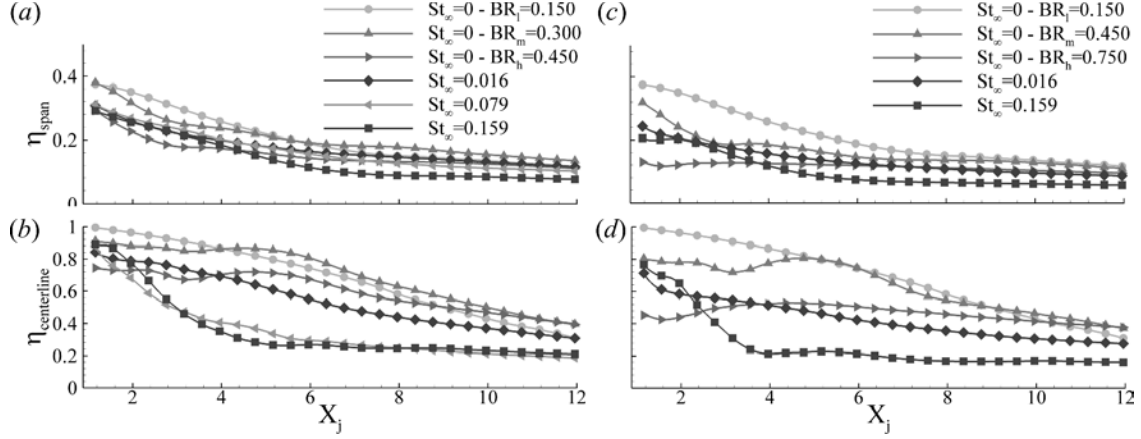 (a)
St∞=0 - BRl=0.150
St∞=0 - BRm=0.300
St∞=0 - BRh=0.450
St∞=0.016
St∞=0.079
St∞=0.159
0.4
0.2
0
ηspan
(c)
St∞=0 - BRl=0.150
St∞=0 - BRm=0.450
St∞=0 - BRh=0.750
St∞=0.016
St∞=0.159
(b)
1
0.8
0.6
0.4
0.2
0
ηcenterline
2 4 6 8 10 12
Xj
(d)
2 4 6 8 10 12
Xj